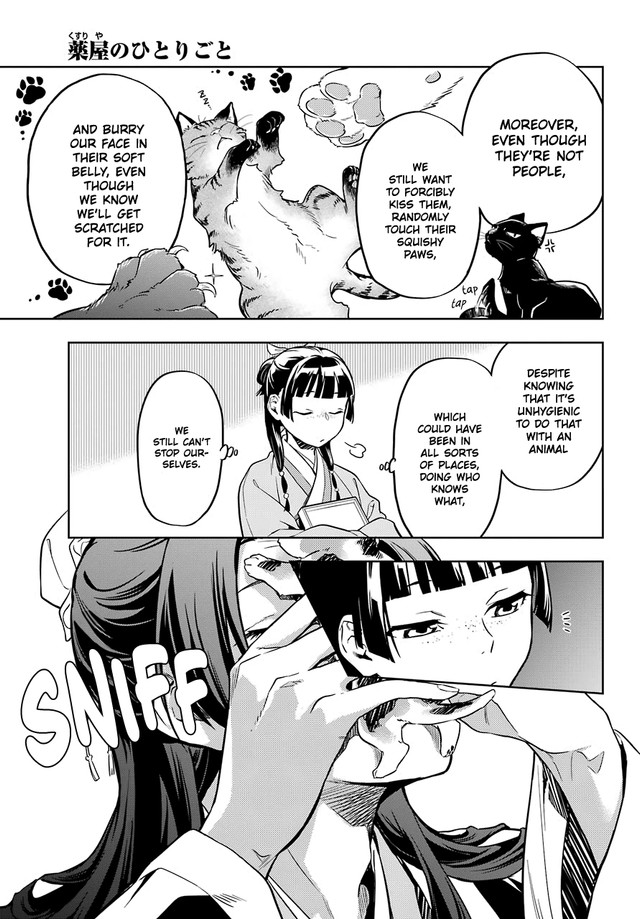 くすり や
薬屋のひとりごと
MOREOVER,
EVEN THOUGH
THEY'RE NOT
PEOPLE,
WE
STILL WANT
TO FORCIBLY
KISS THEM,
RANDOMLY
TOUCH THEIR
SQUISHY
PAWS,
AND BURRY
OUR FACE IN
THEIR SOFT
BELLY, EVEN
THOUGH
WE KNOW
WE'LL GET
SCRATCHED
FOR IT.
zzz
tap
tap
DESPITE
KNOWING
THAT IT'S
UNHYGIENIC
TO DO THAT
WITH AN
ANIMAL
WHICH
COULD HAVE
BEEN IN
ALL SORTS
OF PLACES,
DOING WHO
KNOWS
WHAT,
WE
STILL CAN'T
STOP OUR-
SELVES.
SNIFF